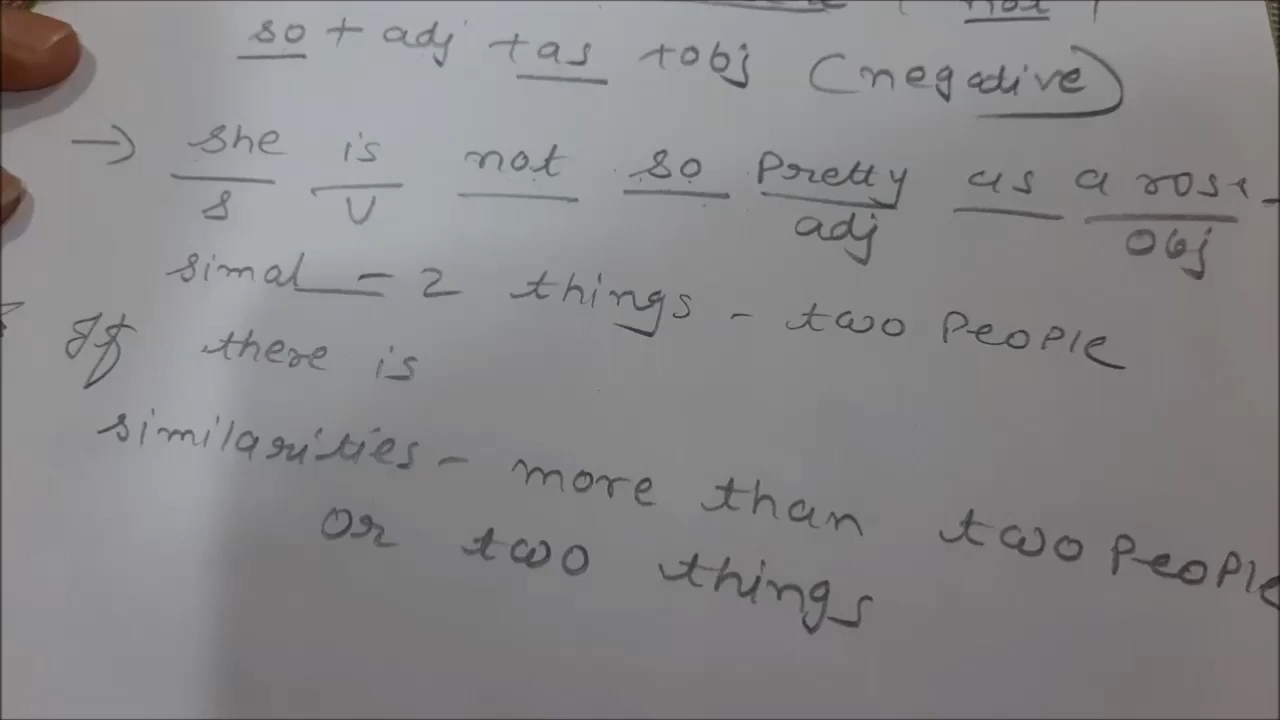 not
so + adj + as + obj (negative)
→ she is not so Pretty as a rose
s v adj obj
simal - 2 things - two People
If there is
similarities - more than two People
or two things